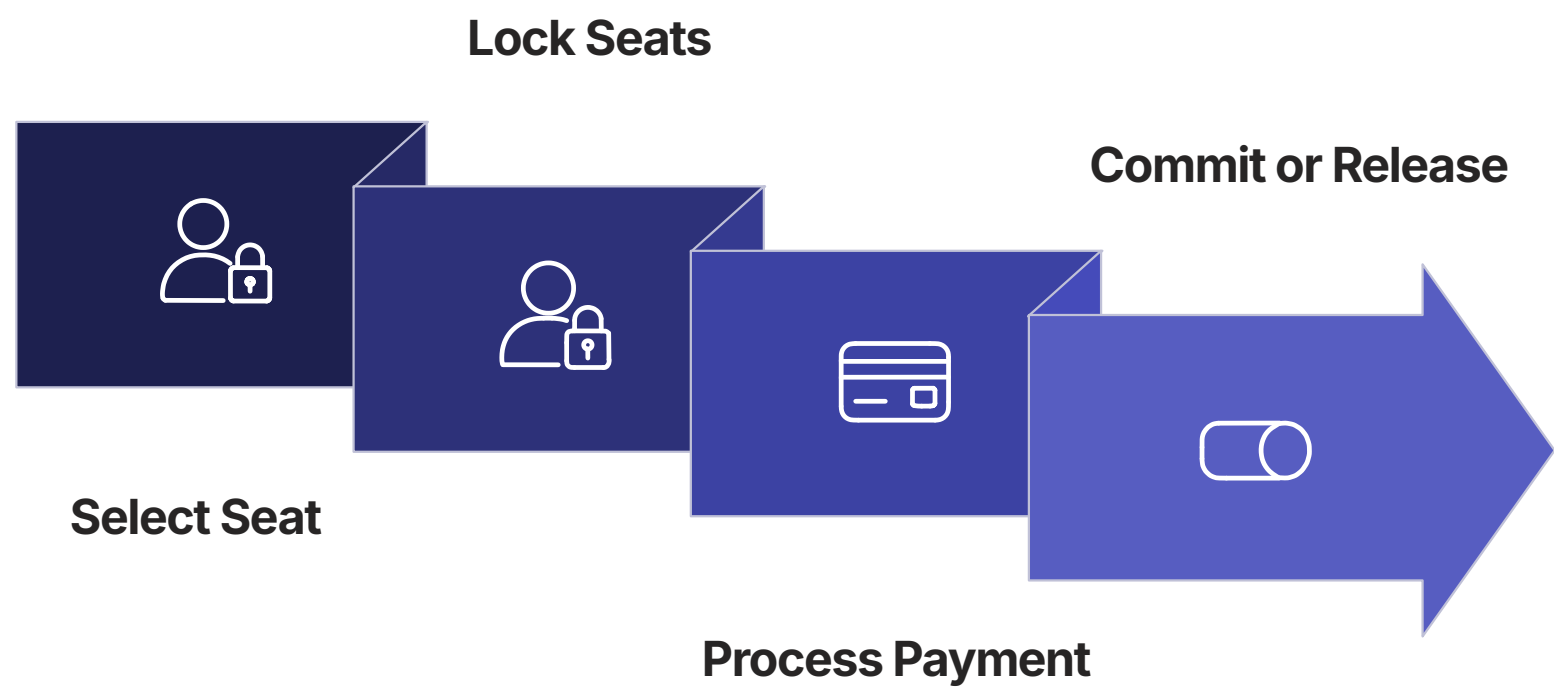 Lock Seats
Commit or Release
Select Seat
Process Payment